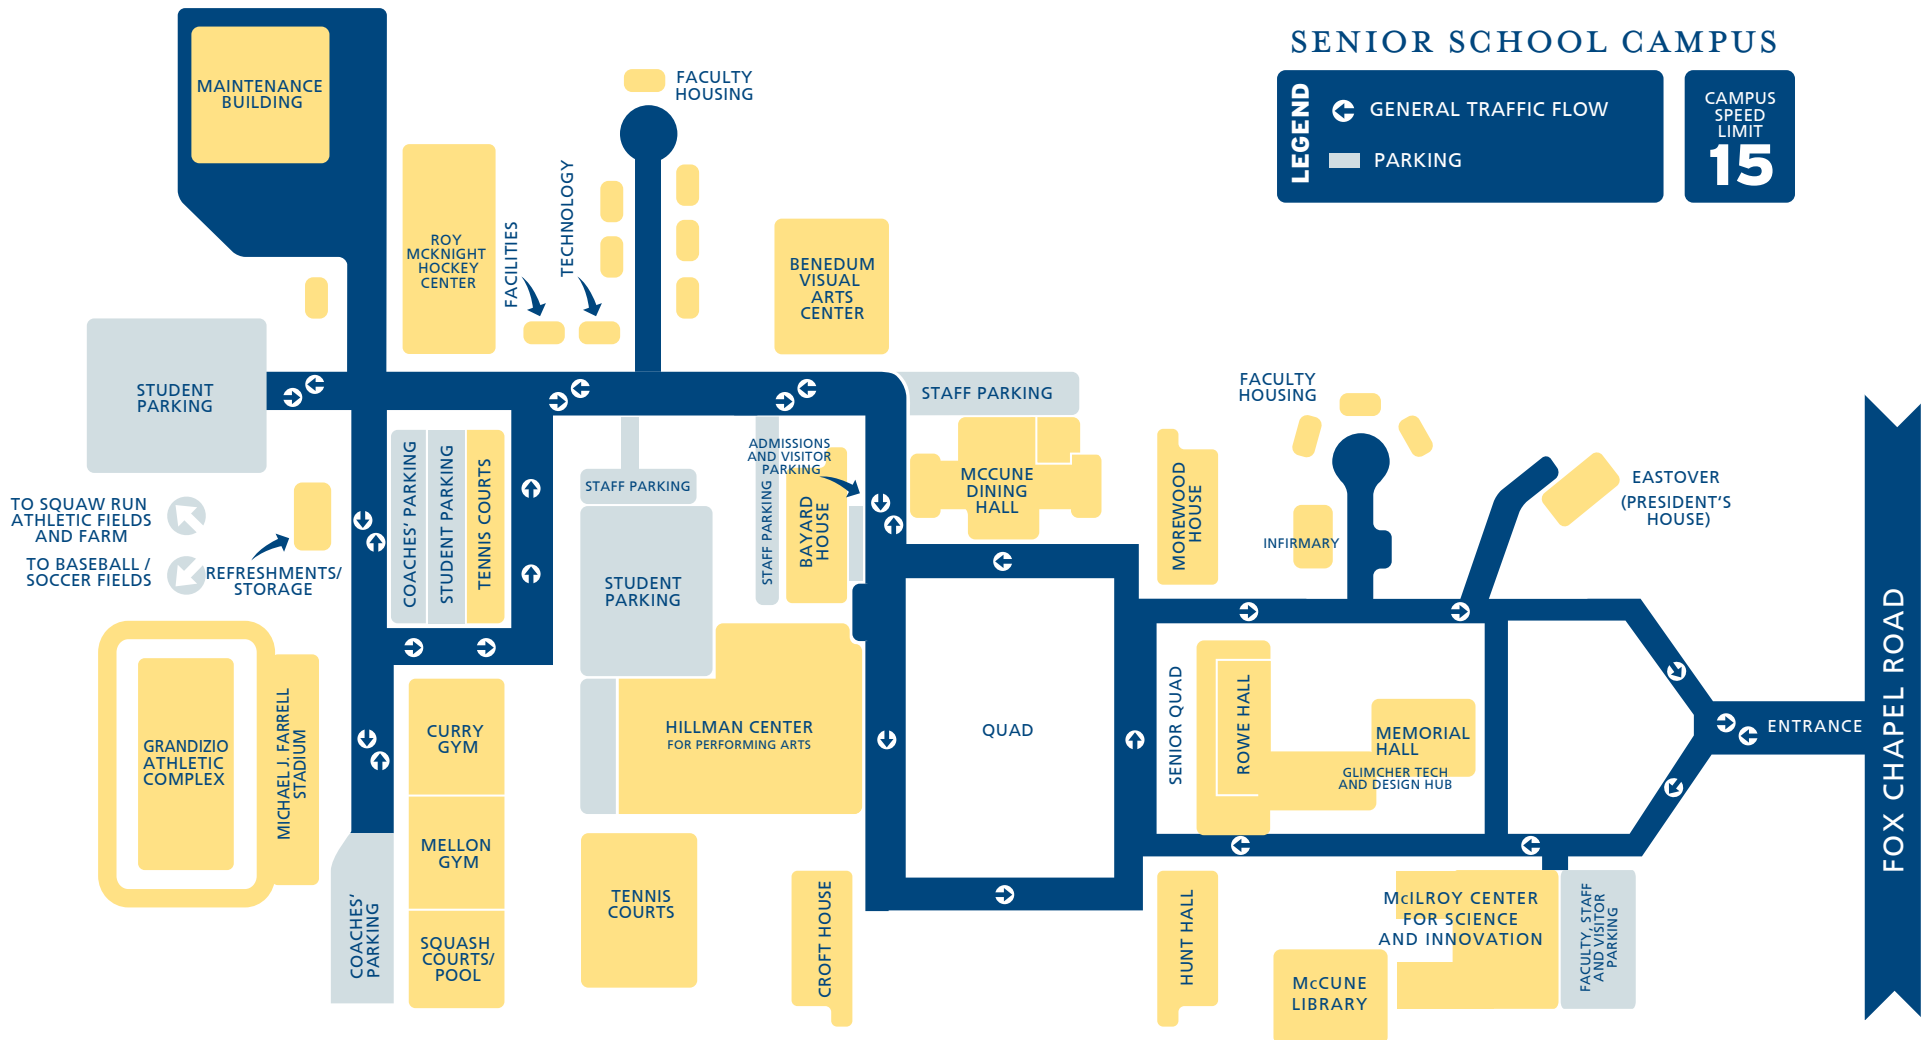 SENIOR SCHOOL CAMPUS
LEGEND
GENERAL TRAFFIC FLOW
PARKING
CAMPUS
SPEED
LIMIT
15
MAINTENANCE
BUILDING
FACULTY
HOUSING
ROY
MCKNIGHT
HOCKEY
CENTER
FACILITIES
TECHNOLOGY
BENEDUM
VISUAL
ARTS
CENTER
STUDENT
PARKING
STAFF PARKING
FACULTY
HOUSING
COACHES' PARKING
STUDENT PARKING
TENNIS COURTS
STAFF PARKING
STAFF PARKING
ADMISSIONS
AND VISITOR
PARKING
BAYARD
HOUSE
MCCUNE
DINING
HALL
MOREWOOD
HOUSE
INFIRMARY
EASTOVER
(PRESIDENT'S
HOUSE)
TO SQUAW RUN
ATHLETIC FIELDS
AND FARM
TO BASEBALL /
SOCCER FIELDS
REFRESHMENTS/
STORAGE
STUDENT
PARKING
GRANDIZIO
ATHLETIC
COMPLEX
MICHAEL J. FARRELL
STADIUM
CURRY
GYM
MELLON
GYM
SQUASH
COURTS/
POOL
COACHES'
PARKING
HILLMAN CENTER
FOR PERFORMING ARTS
TENNIS
COURTS
CROFT HOUSE
QUAD
SENIOR QUAD
ROWE HALL
MEMORIAL
HALL
GLIMCHER TECH
AND DESIGN HUB
ENTRANCE
FOX CHAPEL ROAD
HUNT HALL
McILROY CENTER
FOR SCIENCE
AND INNOVATION
McCUNE
LIBRARY
FACULTY, STAFF
AND VISITOR
PARKING